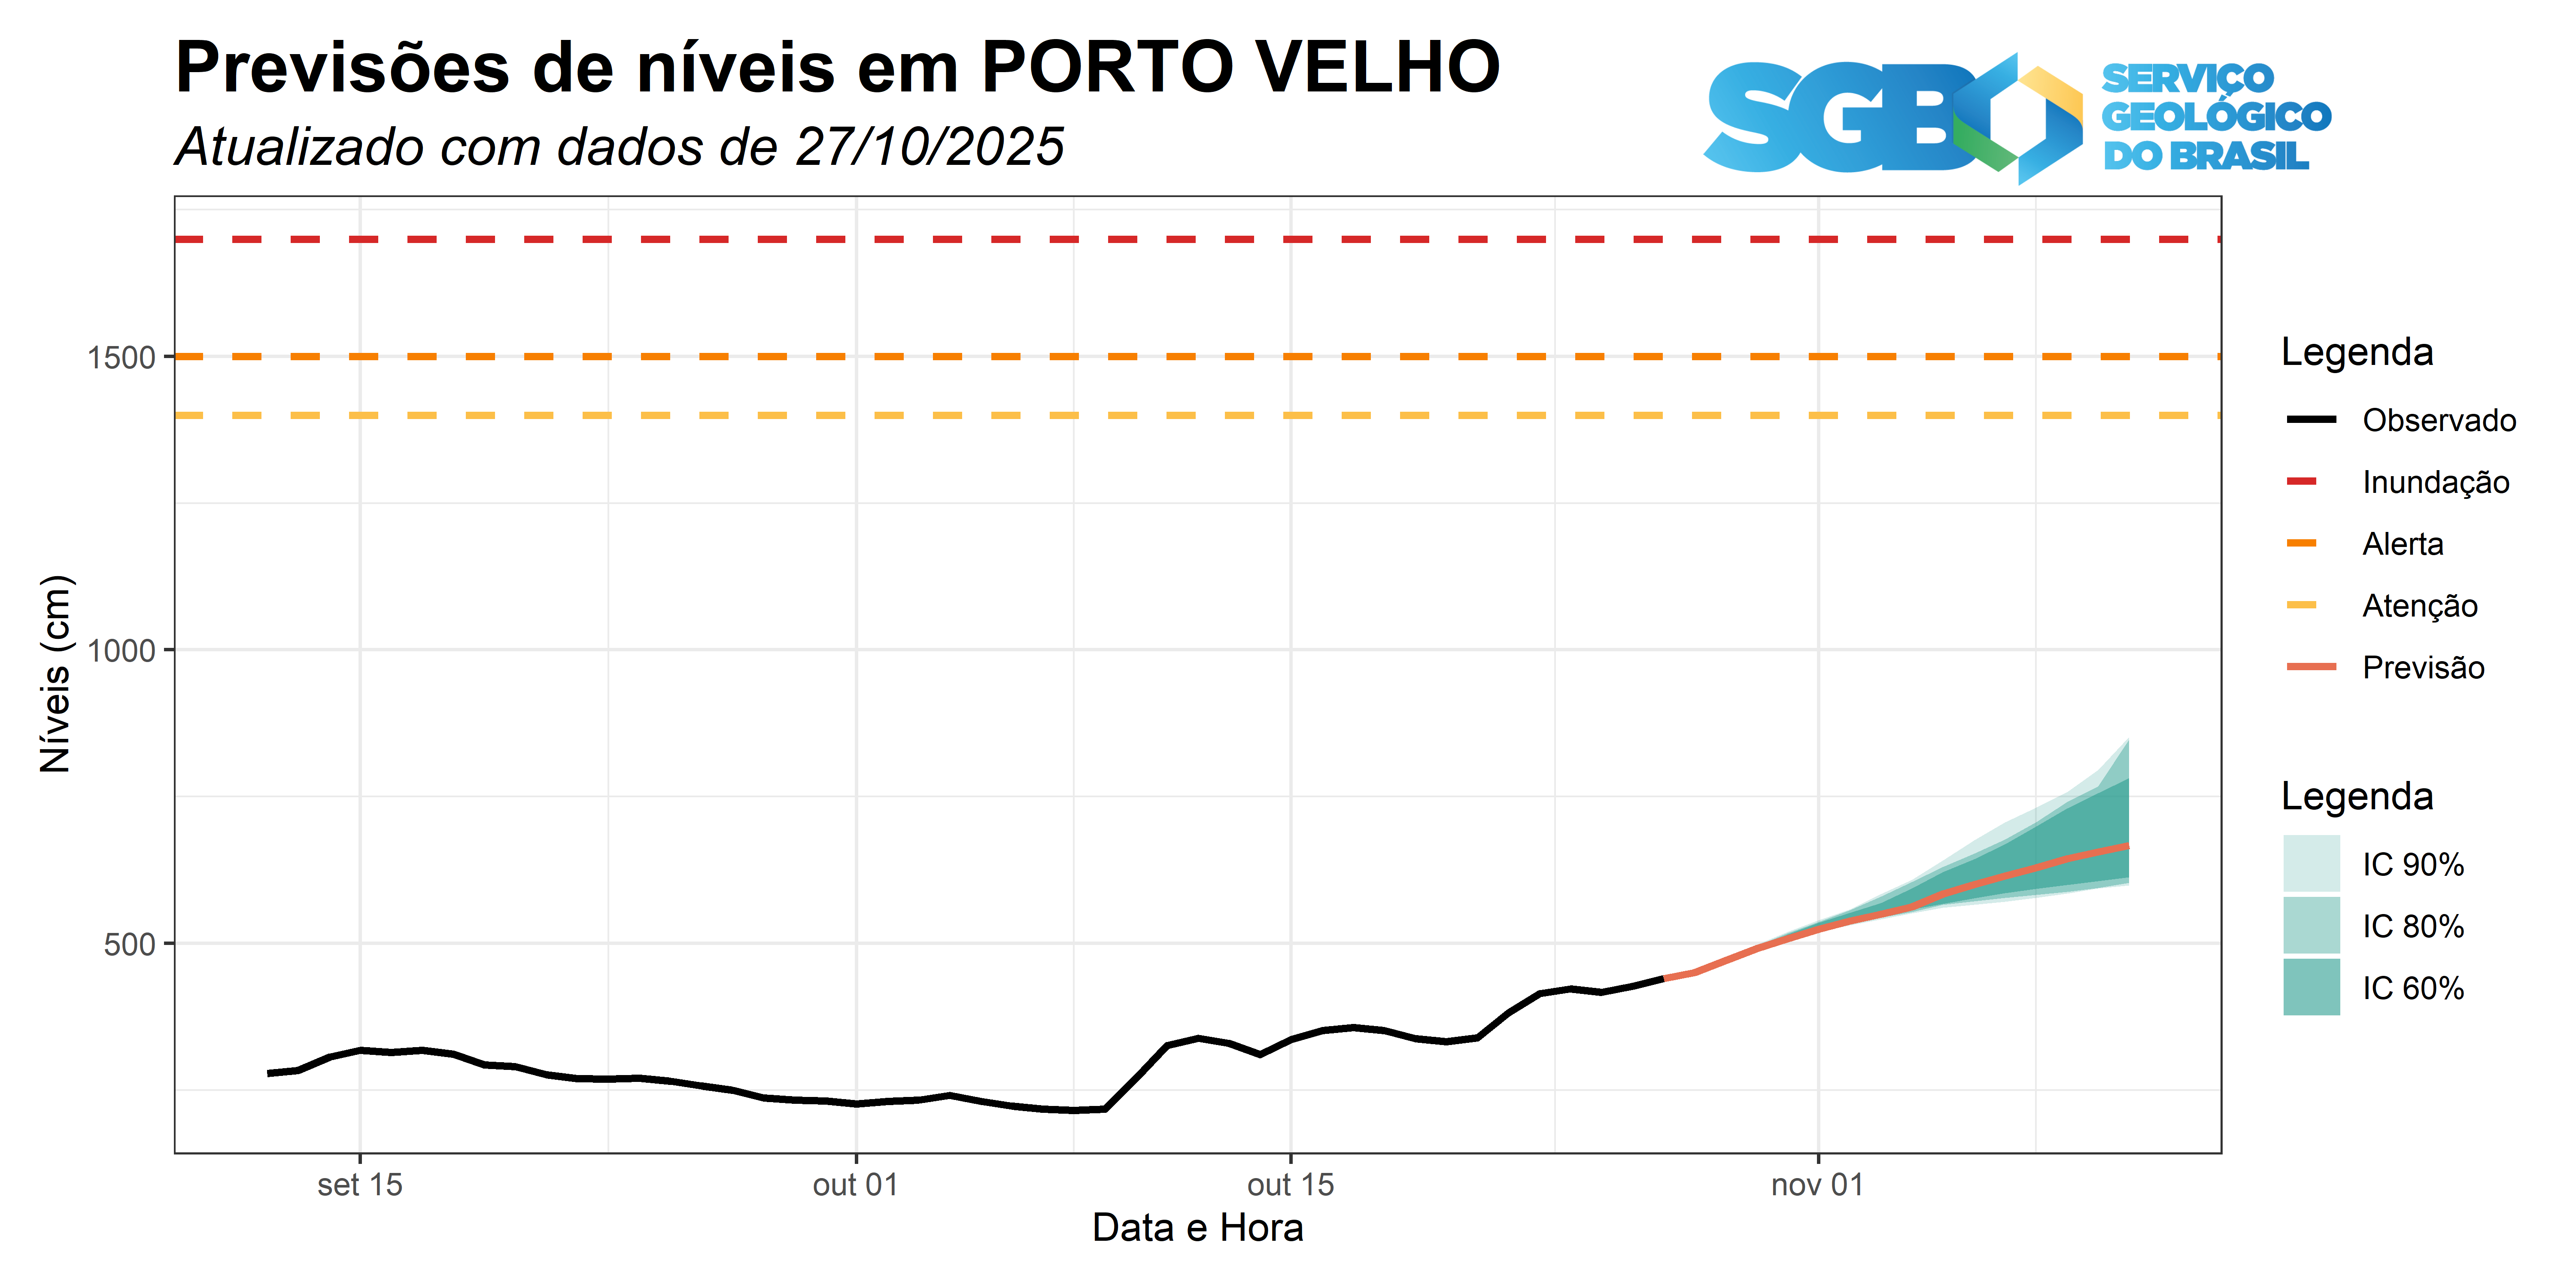 Previsões de níveis em PORTO VELHO
Atualizado com dados de 27/10/2025
SGB
SERVIÇO
GEOLÓGICO
DO BRASIL
Níveis (cm)
1500
1000
500
set 15
out 01
out 15
nov 01
Data e Hora
Legenda
Observado
Inundação
Alerta
Atenção
Previsão
Legenda
IC 90%
IC 80%
IC 60%